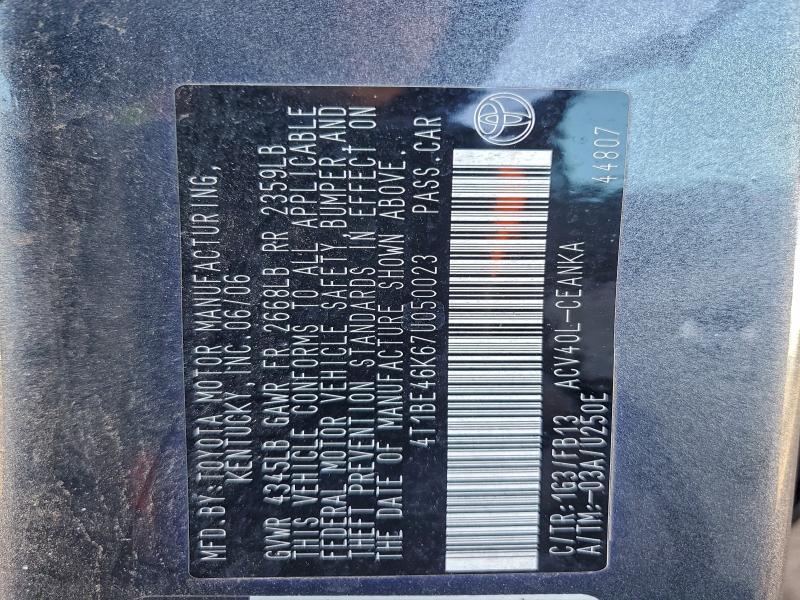 MFD.BY:TOYOTA MOTOR MANUFACTURING,
KENTUCKY, INC.06/06
GVWR 4345LB GAWR FR 2668LB RR 2359LB
THIS VEHICLE CONFORMS TO ALL APPLICABLE
FEDERAL MOTOR VEHICLE SAFETY, BUMPER, AND
THEFT PREVENTION STANDARDS IN EFFECT ON
THE DATE OF MANUFACTURE SHOWN ABOVE.
4T1BE46K67U050023 PASS.CAR
C/TR:163/FB13 ACV40L-CEANKA
A/TM:-03A/U250E 44807